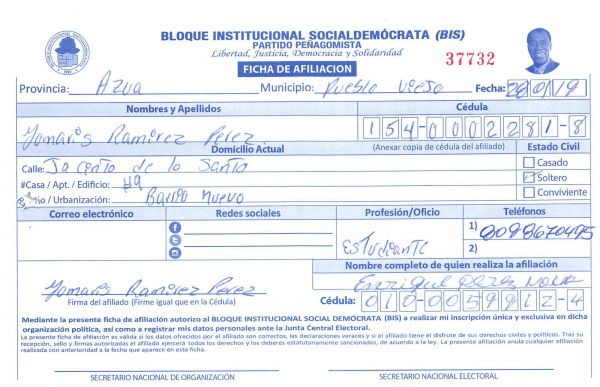 BLOQUE INSTITUCIONAL SOCIALDEMÓCRATA (BIS)
PARTIDO PEÑAGOMISTA
Libertad, Justicia, Democracia y Solidaridad
37732
FICHA DE AFILIACION
Provincia: Azua Municipio: Pueblo Viejo Fecha: 20/01/19
Nombres y Apellidos Cédula
Yomaris Ramirez Perez. 154-0002281-8
Domicilio Actual (Anexar copia de cédula del afiliado) Estado Civil
Calle: Jacento de lo Santo Casado
#Casa / Apt. / Edificio: #9 Soltero
Barrio / Urbanización: Barrio nuevo Conviviente
Correo electrónico Redes sociales Profesión/Oficio Teléfonos
1) 8098670495
Estudiante 2)
Nombre completo de quien realiza la afiliación
Yomaris Ramirez Perez Enrrique Perez
Firma del afiliado (Firme igual que en la Cédula) Cédula: 010-0059912-4
Mediante la presente ficha de afiliación autorizo al BLOQUE INSTITUCIONAL SOCIAL DEMÓCRATA (BIS) a realizar mi inscripción única y exclusiva en dicha
organización política, así como a registrar mis datos personales ante la Junta Central Electoral.
La presente ficha de afiliación es válida si los datos ofrecidos por el afiliado son correctos, las declaraciones veraces y si el afiliado tiene el disfrute de sus derechos civiles y políticos. Tras su
recepción, sello y firmas autorizadas el afiliado ejercerá todos los derechos y los deberes estatutariamente sancionados, de acuerdo a la ley. La presente afiliación anula cualquier afiliación
realizada con anterioridad a la fecha que aparece en esta ficha.
SECRETARIO NACIONAL DE ORGANIZACIÓN SECRETARIO NACIONAL ELECTORAL